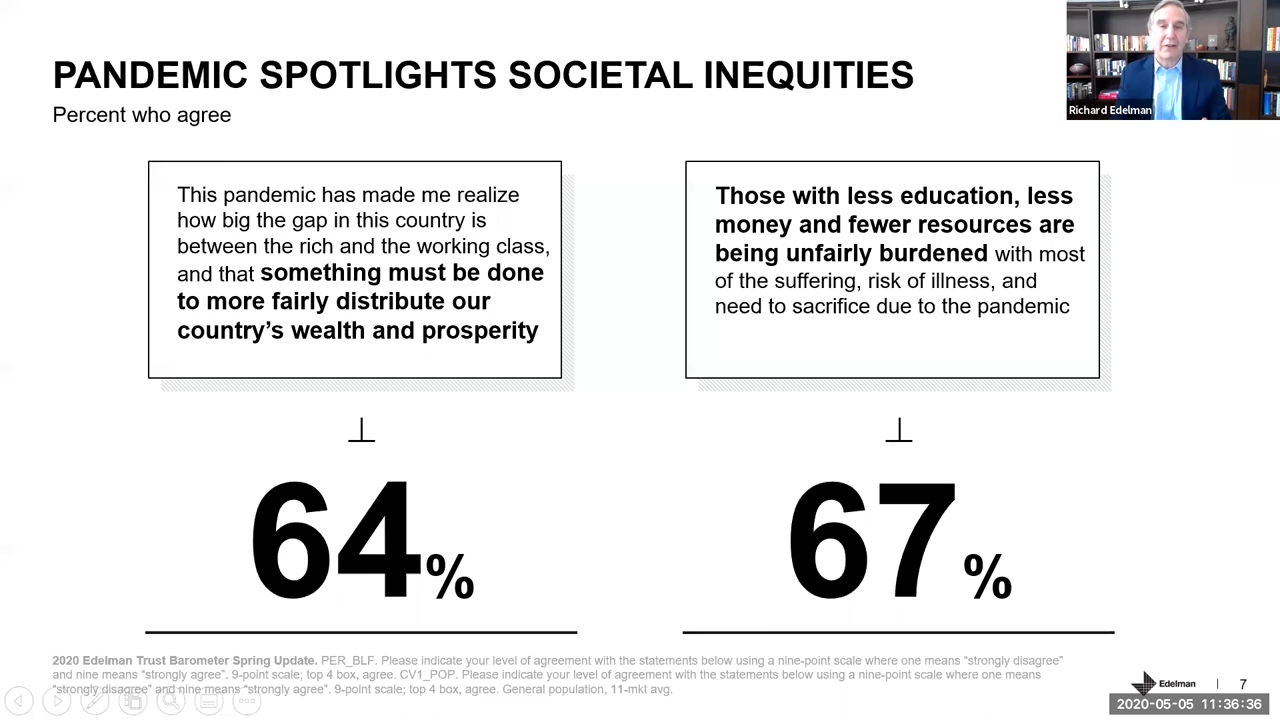 PANDEMIC SPOTLIGHTS SOCIETAL INEQUITIES
Percent who agree
Richard Edelman
This pandemic has made me realize
how big the gap in this country is
between the rich and the working class,
and that something must be done
to more fairly distribute our
country’s wealth and prosperity
64%
Those with less education, less
money and fewer resources are
being unfairly burdened with most
of the suffering, risk of illness, and
need to sacrifice due to the pandemic
67%
2020 Edelman Trust Barometer Spring Update. PER_BLF. Please indicate your level of agreement with the statements below using a nine-point scale where one means “strongly disagree”
and nine means “strongly agree”. 9-point scale; top 4 box, agree. CV1_POP. Please indicate your level of agreement with the statements below using a nine-point scale where one means
“strongly disagree” and nine means “strongly agree”. 9-point scale; top 4 box, agree. General population, 11-mkt avg.
Edelman | 7
2020-05-05 11:36:36